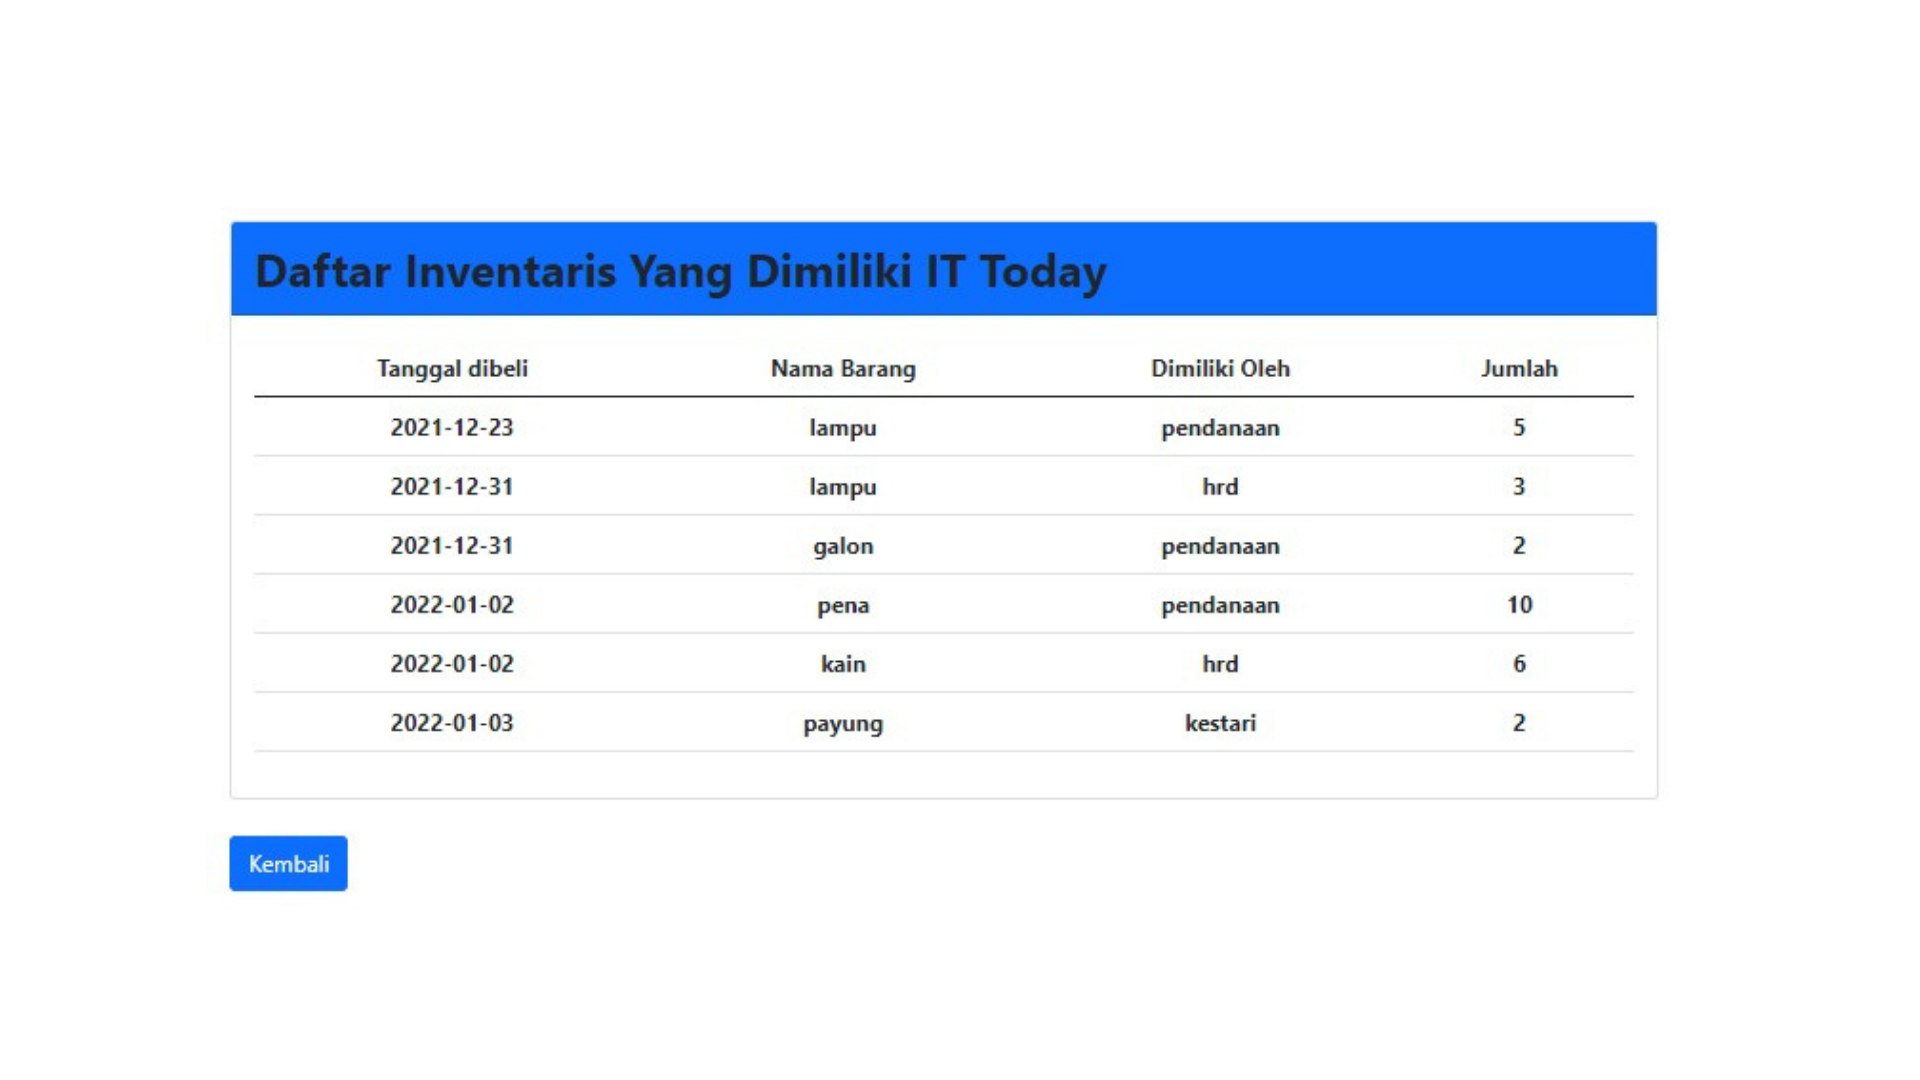 Daftar Inventaris Yang Dimiliki IT Today
Tanggal dibeli Nama Barang Dimiliki Oleh Jumlah
2021-12-23 lampu pendanaan 5
2021-12-31 lampu hrd 3
2021-12-31 galon pendanaan 2
2022-01-02 pena pendanaan 10
2022-01-02 kain hrd 6
2022-01-03 payung kestari 2
Kembali